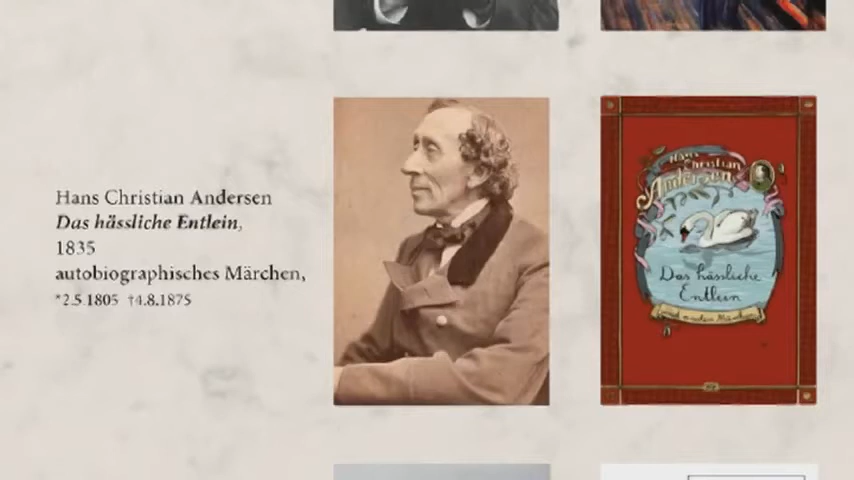 Hans Christian Andersen
Das hässliche Entlein,
1835
autobiographisches Märchen,
*2.5.1805 †4.8.1875
Hans
Christian
Andersen
Das hässliche
Entlein